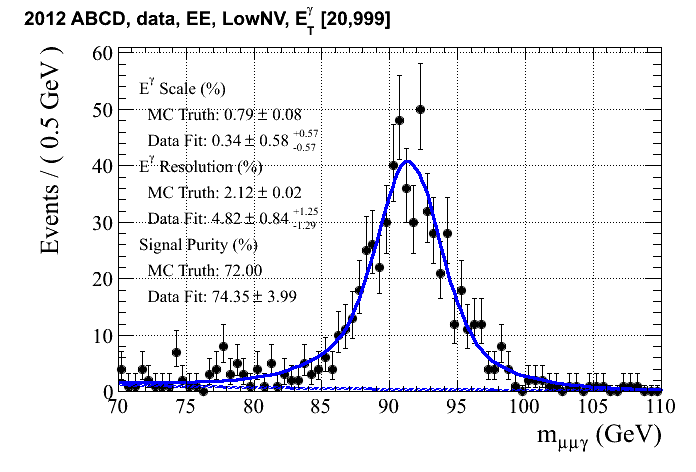 2012 ABCD, data, EE, LowNV, E_T^γ [20,999]
Events / ( 0.5 GeV )
60
50
40
30
20
10
0
E^γ Scale (%)
MC Truth: 0.79 ± 0.08
Data Fit: 0.34 ± 0.58 +0.57 -0.57
E^γ Resolution (%)
MC Truth: 2.12 ± 0.02
Data Fit: 4.82 ± 0.84 +1.25 -1.29
Signal Purity (%)
MC Truth: 72.00
Data Fit: 74.35 ± 3.99
70 75 80 85 90 95 100 105 110
m_μμγ (GeV)